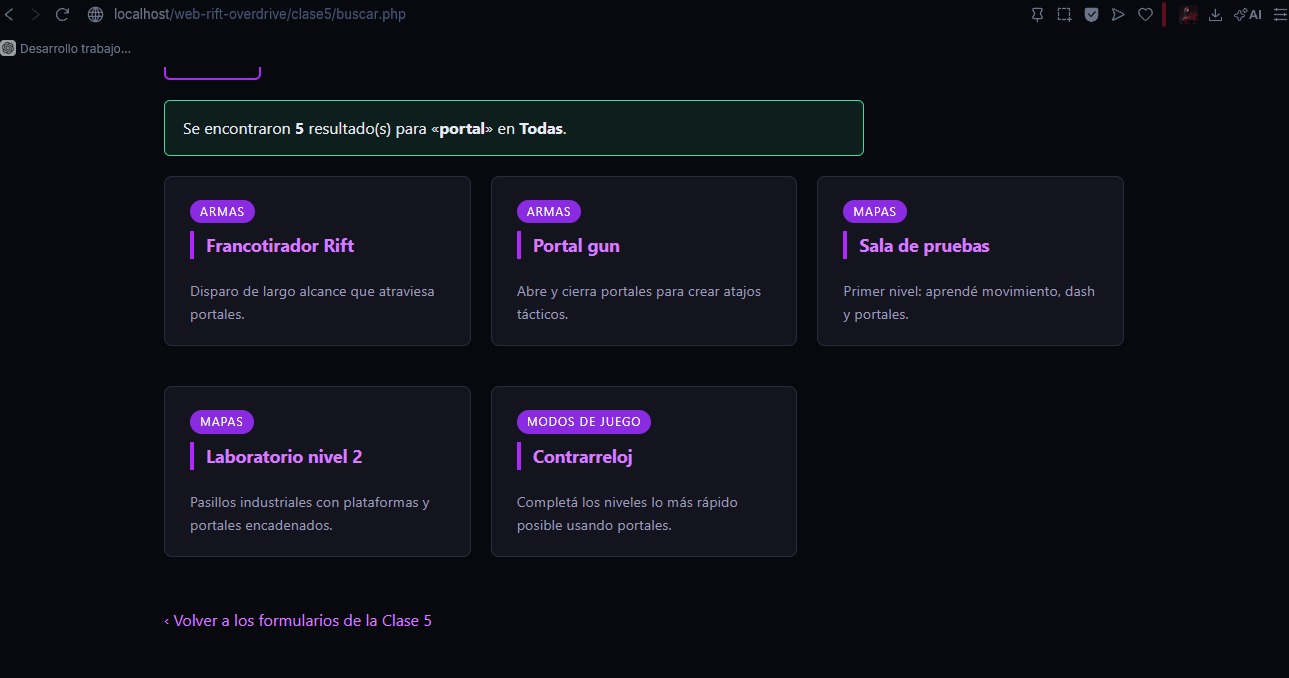 localhost/web-rift-overdrive/clase5/buscar.php
AI
Desarrollo trabajo...
Se encontraron 5 resultado(s) para «portal» en Todas.
ARMAS
Francotirador Rift
Disparo de largo alcance que atraviesa
portales.
ARMAS
Portal gun
Abre y cierra portales para crear atajos
tácticos.
MAPAS
Sala de pruebas
Primer nivel: aprendé movimiento, dash
y portales.
MAPAS
Laboratorio nivel 2
Pasillos industriales con plataformas y
portales encadenados.
MODOS DE JUEGO
Contrarreloj
Completá los niveles lo más rápido
posible usando portales.
‹ Volver a los formularios de la Clase 5